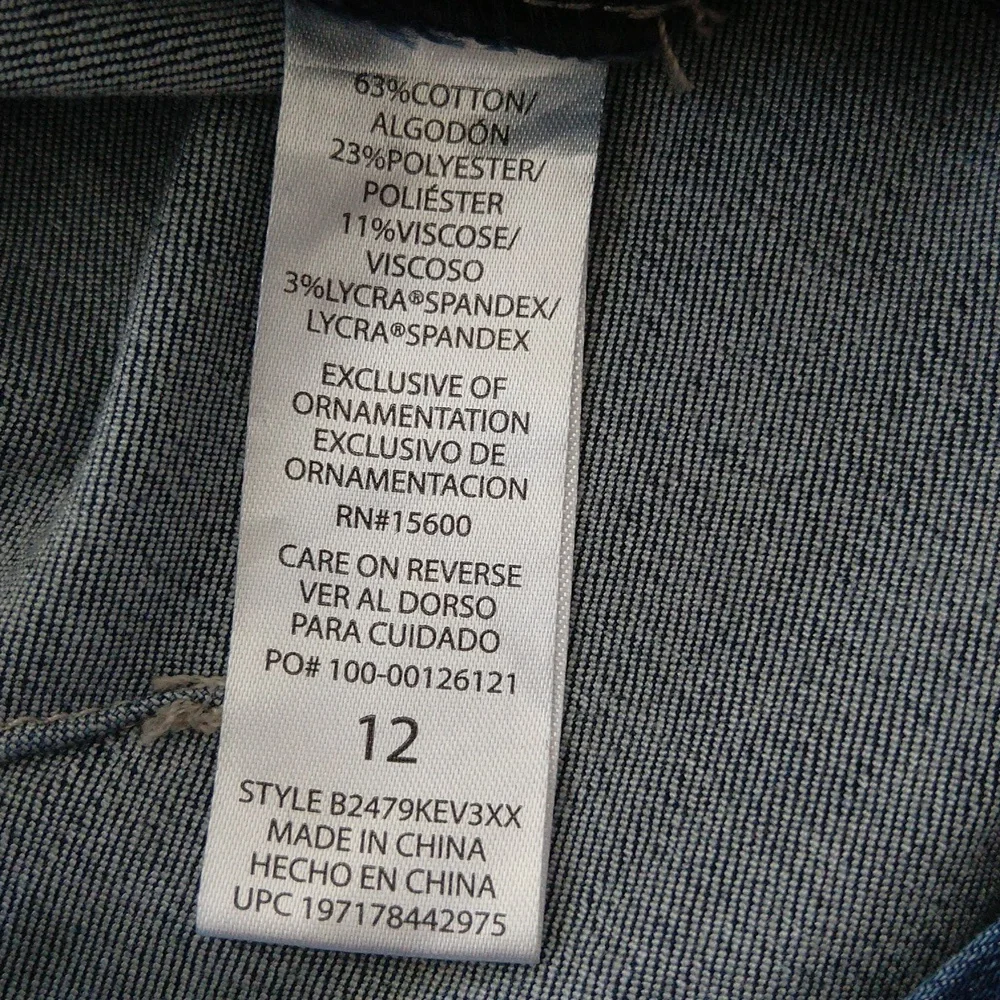 63%COTTON/
ALGODÓN
23%POLYESTER/
POLIÉSTER
11%VISCOSE/
VISCOSO
3%LYCRA®SPANDEX/
LYCRA®SPANDEX
EXCLUSIVE OF
ORNAMENTATION
EXCLUSIVO DE
ORNAMENTACION
RN#15600
CARE ON REVERSE
VER AL DORSO
PARA CUIDADO
PO# 100-00126121
12
STYLE B2479KEV3XX
MADE IN CHINA
HECHO EN CHINA
UPC 197178442975